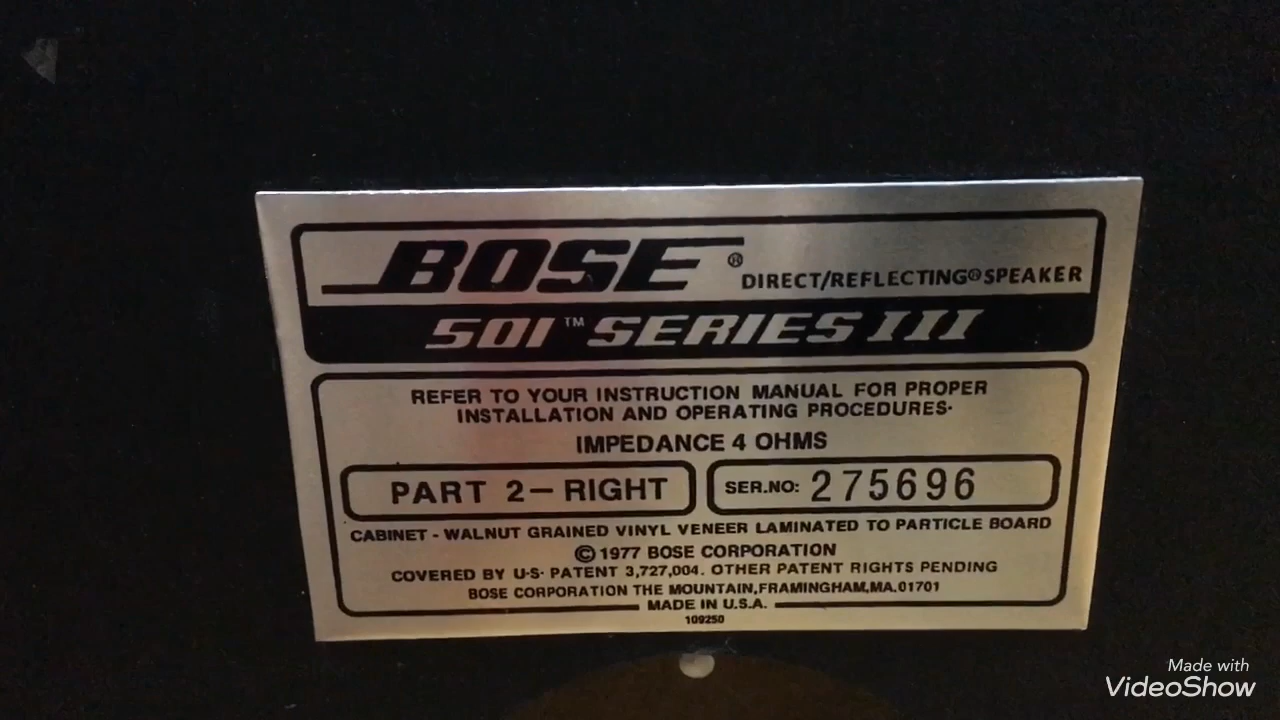 BOSE®
DIRECT/REFLECTING® SPEAKER
501™ SERIES III
REFER TO YOUR INSTRUCTION MANUAL FOR PROPER
INSTALLATION AND OPERATING PROCEDURES.
IMPEDANCE 4 OHMS
PART 2-RIGHT
SER.NO: 275696
CABINET - WALNUT GRAINED VINYL VENEER LAMINATED TO PARTICLE BOARD
© 1977 BOSE CORPORATION
COVERED BY U.S. PATENT 3,727,004. OTHER PATENT RIGHTS PENDING
BOSE CORPORATION THE MOUNTAIN, FRAMINGHAM, MA. 01701
MADE IN U.S.A.
109250
Made with
VideoShow